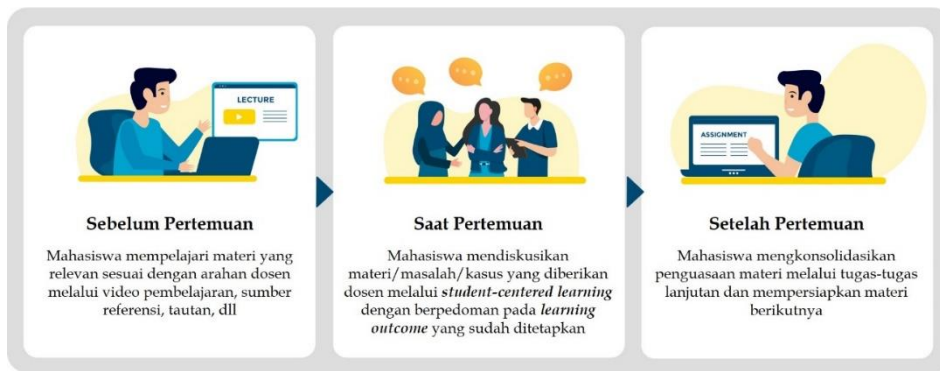 LECTURE
Sebelum Pertemuan
Mahasiswa mempelajari materi yang
relevan sesuai dengan arahan dosen
melalui video pembelajaran, sumber
referensi, tautan, dll
Saat Pertemuan
Mahasiswa mendiskusikan
materi/masalah/kasus yang diberikan
dosen melalui student-centered learning
dengan berpedoman pada learning
outcome yang sudah ditetapkan
ASSIGNMENT
Setelah Pertemuan
Mahasiswa mengkonsolidasikan
penguasaan materi melalui tugas-tugas
lanjutan dan mempersiapkan materi
berikutnya